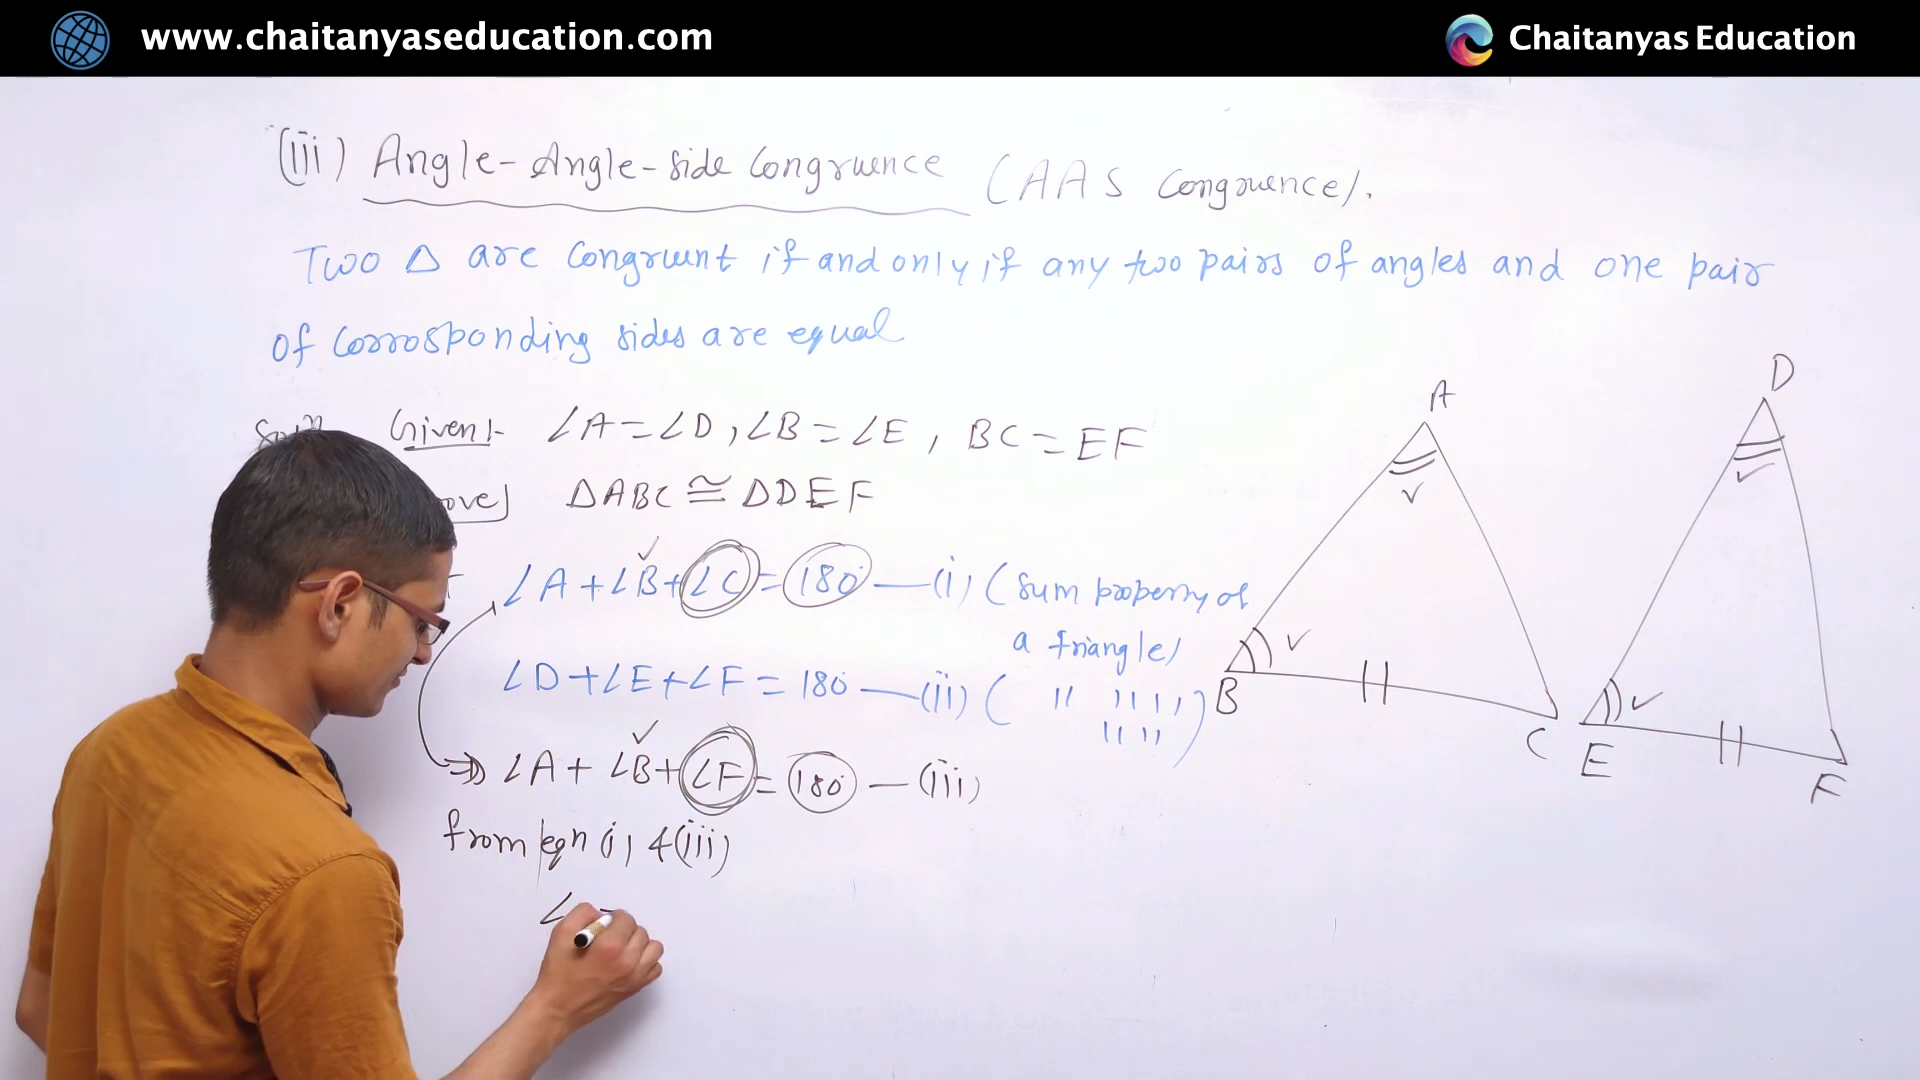 www.chaitanyaseducation.com
Chaitanyas Education
(iii) Angle-Angle-side Congruence (AAS Congruence).
Two Δ are Congruent if and only if any two pairs of angles and one pair
of Corrosponding sides are equal
Given:- ∠A=∠D, ∠B=∠E, BC=EF
ΔABC≅ΔDEF
∠A+∠B+∠C=180° —(i) (Sum property of
a triangle)
∠D+∠E+∠F=180 —(ii) ( '' '' '' 
'' '' )
⇒ ∠A+∠B+∠F=180° —(iii)
from eqn (i) & (iii)
∠
A
B
C
D
E
F